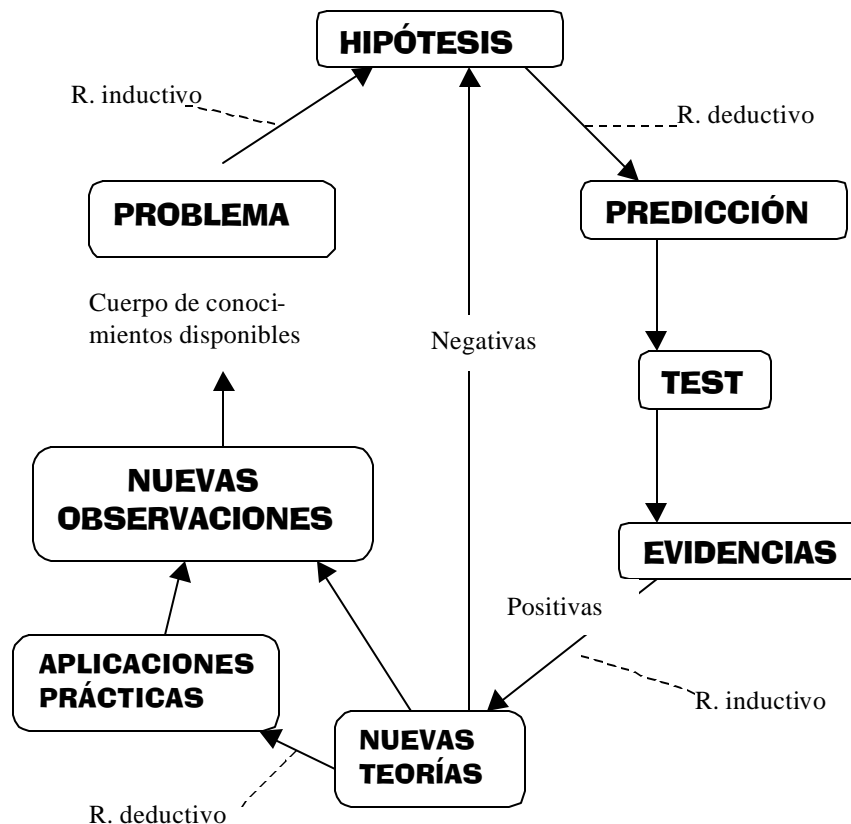 HIPÓTESIS
R. inductivo
R. deductivo
PROBLEMA
PREDICCIÓN
Cuerpo de conoci-
mientos disponibles
Negativas
TEST
NUEVAS
OBSERVACIONES
EVIDENCIAS
Positivas
APLICACIONES
PRÁCTICAS
R. inductivo
NUEVAS
TEORÍAS
R. deductivo